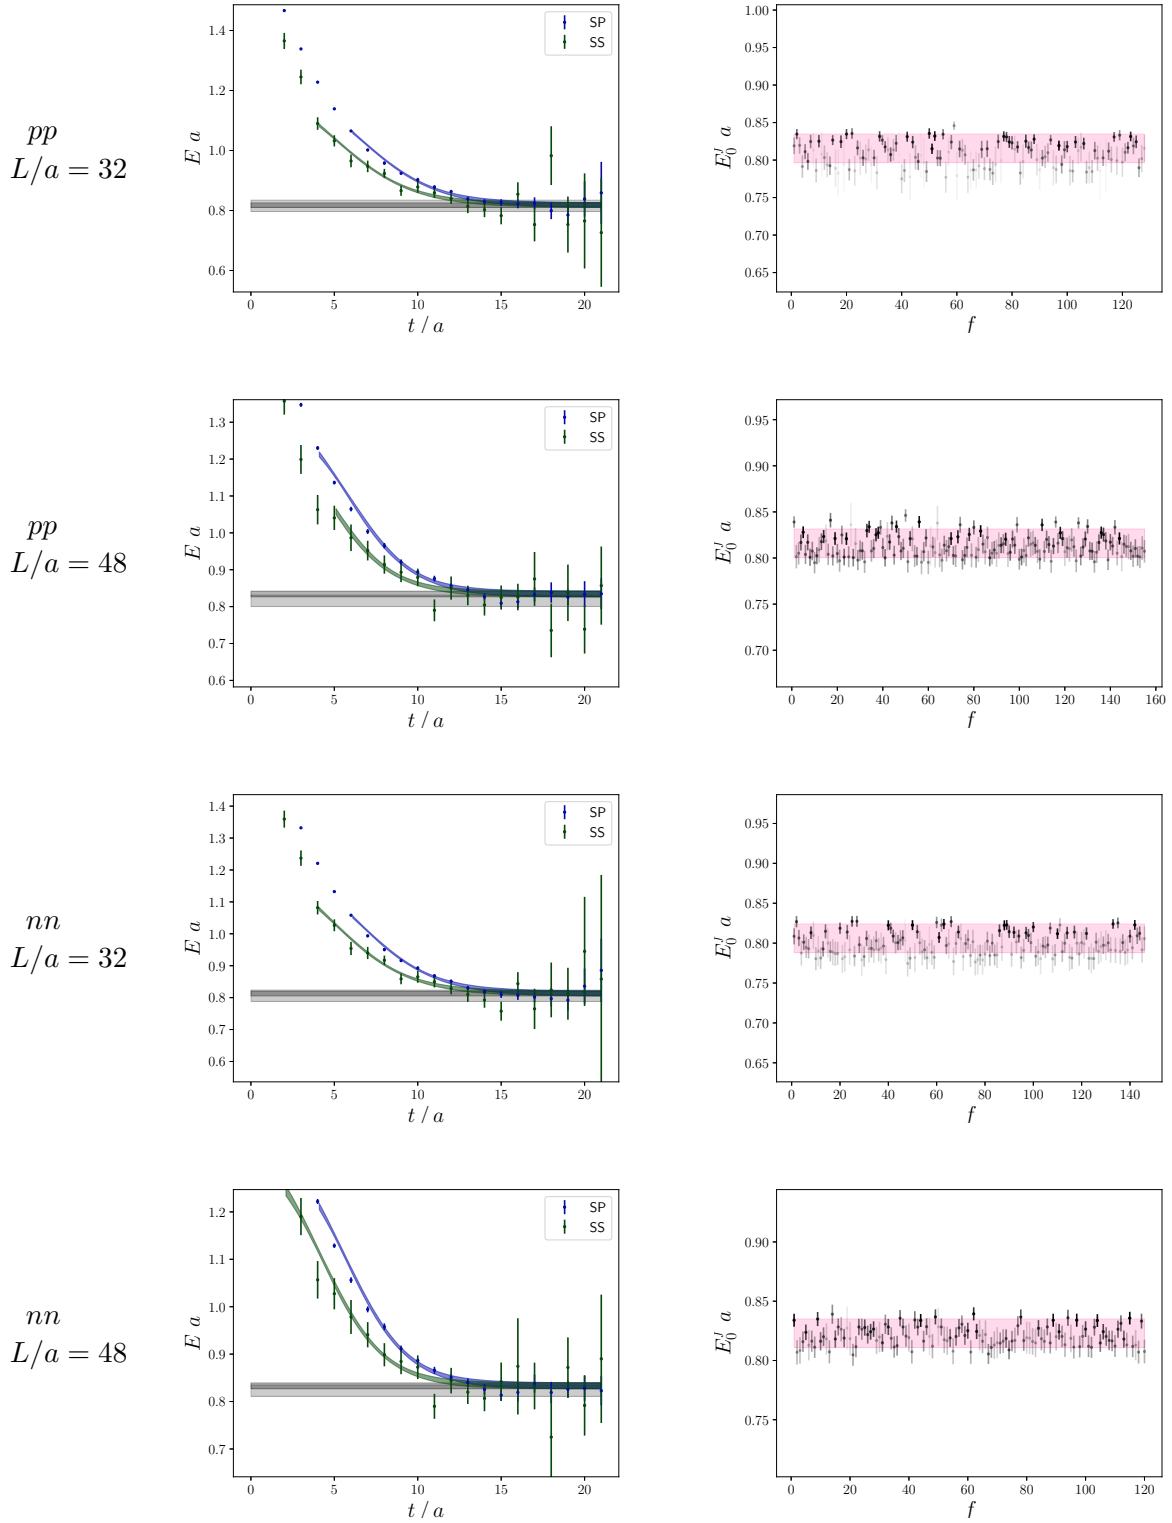 pp
L/a = 32
1.4
1.2
1.0
0.8
0.6
E a
0 5 10 15 20
t / a
SP
SS
1.00
0.95
0.90
0.85
0.80
0.75
0.70
0.65
E_0^J a
0 20 40 60 80 100 120
f
pp
L/a = 48
1.3
1.2
1.1
1.0
0.9
0.8
0.7
0.6
E a
0 5 10 15 20
t / a
SP
SS
0.95
0.90
0.85
0.80
0.75
0.70
E_0^J a
0 20 40 60 80 100 120 140 160
f
nn
L/a = 32
1.4
1.3
1.2
1.1
1.0
0.9
0.8
0.7
0.6
E a
0 5 10 15 20
t / a
SP
SS
0.95
0.90
0.85
0.80
0.75
0.70
0.65
E_0^J a
0 20 40 60 80 100 120 140
f
nn
L/a = 48
1.2
1.1
1.0
0.9
0.8
0.7
E a
0 5 10 15 20
t / a
SP
SS
0.90
0.85
0.80
0.75
E_0^J a
0 20 40 60 80 100 120
f